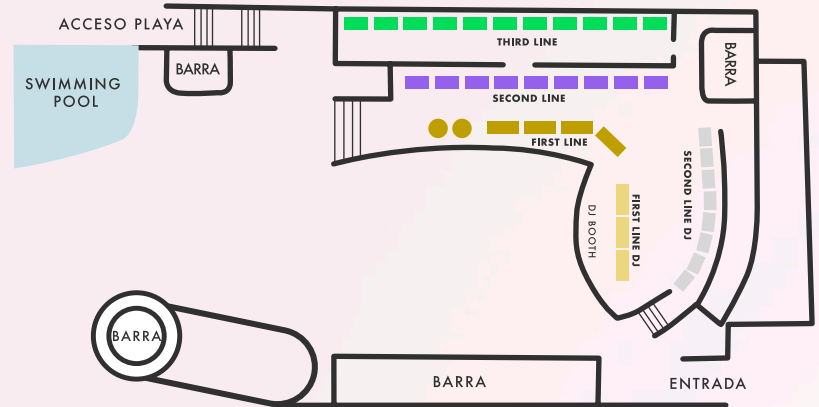 ACCESO PLAYA
THIRD LINE
BARRA
BARRA
SWIMMING
POOL
SECOND LINE
FIRST LINE
SECOND LINE DJ
FIRST LINE DJ
DJ BOOTH
BARRA
BARRA
ENTRADA